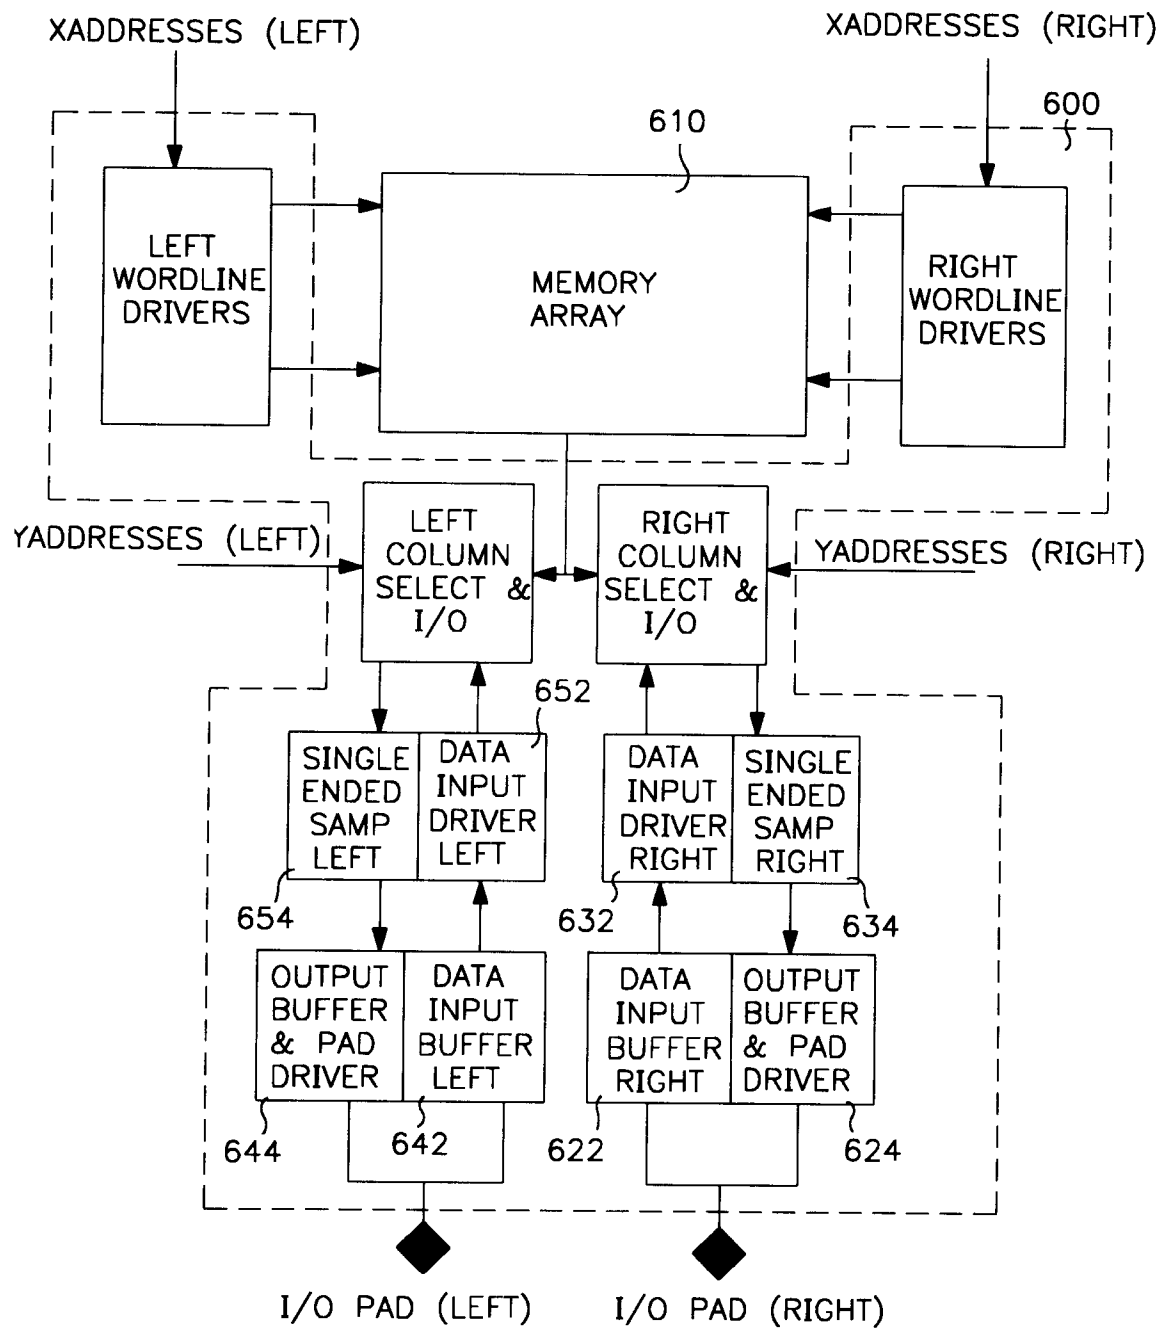 XADDRESSES (LEFT)
XADDRESSES (RIGHT)
600
610
LEFT
WORDLINE
DRIVERS
MEMORY
ARRAY
RIGHT
WORDLINE
DRIVERS
YADDRESSES (LEFT)
LEFT
COLUMN
SELECT &
I/O
RIGHT
COLUMN
SELECT &
I/O
YADDRESSES (RIGHT)
652
SINGLE
ENDED
SAMP
LEFT
DATA
INPUT
DRIVER
LEFT
DATA
INPUT
DRIVER
RIGHT
SINGLE
ENDED
SAMP
RIGHT
654
632
634
OUTPUT
BUFFER
& PAD
DRIVER
DATA
INPUT
BUFFER
LEFT
DATA
INPUT
BUFFER
RIGHT
OUTPUT
BUFFER
& PAD
DRIVER
644
642
622
624
I/O PAD (LEFT)
I/O PAD (RIGHT)